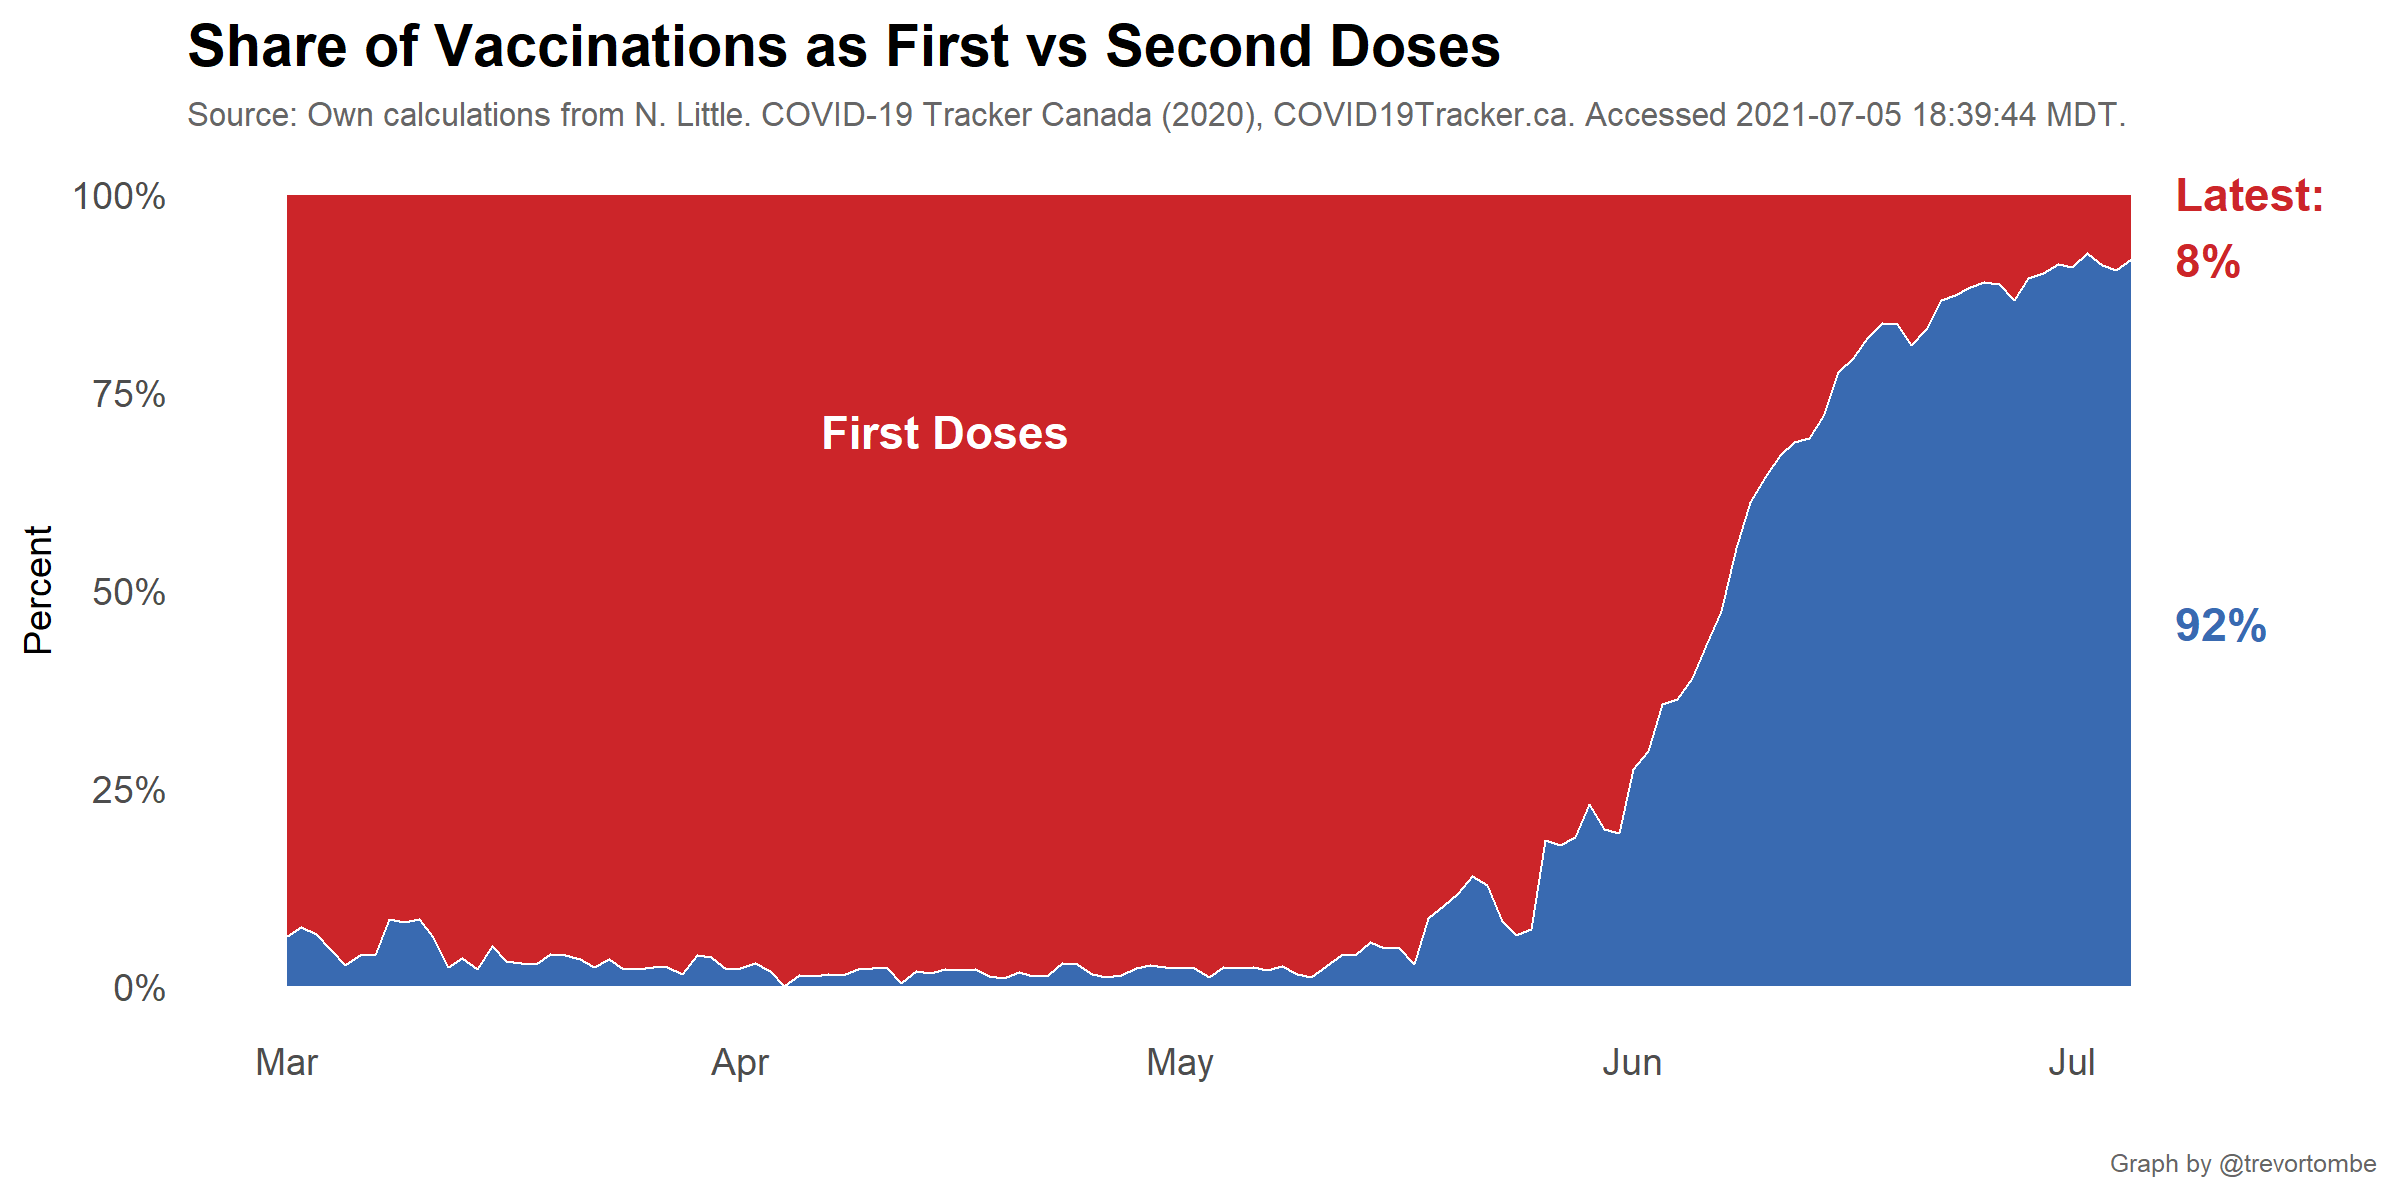 Share of Vaccinations as First vs Second Doses
Source: Own calculations from N. Little. COVID-19 Tracker Canada (2020), COVID19Tracker.ca. Accessed 2021-07-05 18:39:44 MDT.
100%
Latest:
8%
75%
First Doses
Percent
50%
92%
25%
0%
Mar Apr May Jun Jul
Graph by @trevortombe